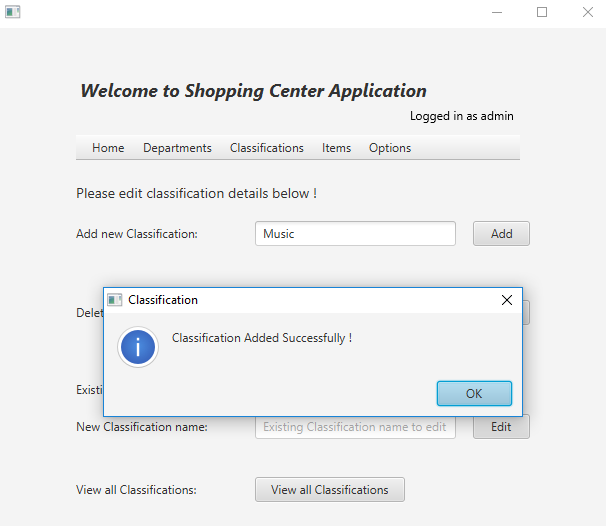 Welcome to Shopping Center Application
Logged in as admin
Home Departments Classifications Items Options
Please edit classification details below !
Add new Classification: Music Add
Classification
Classification Added Successfully !
OK
New Classification name: Existing Classification name to edit Edit
View all Classifications: View all Classifications